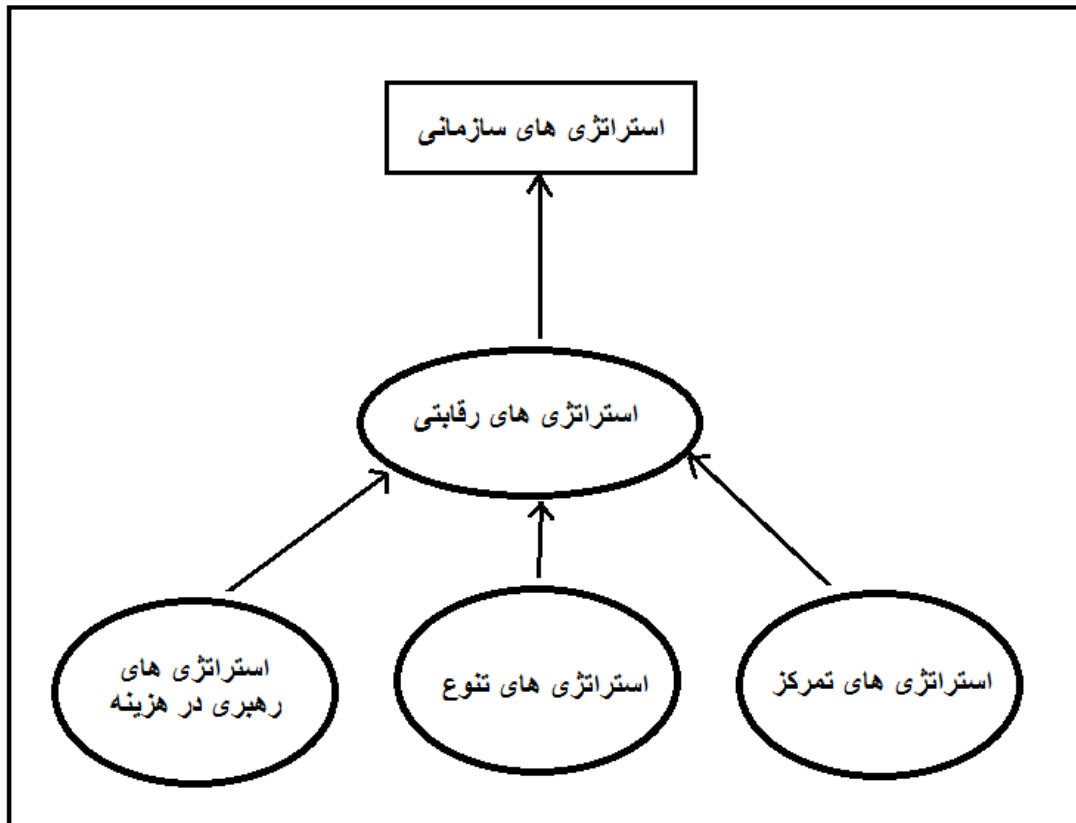 استراتژی های سازمانی
استراتژی های رقابتی
استراتژی های تمرکز
استراتژی های تنوع
استراتژی های
رهبری در هزینه